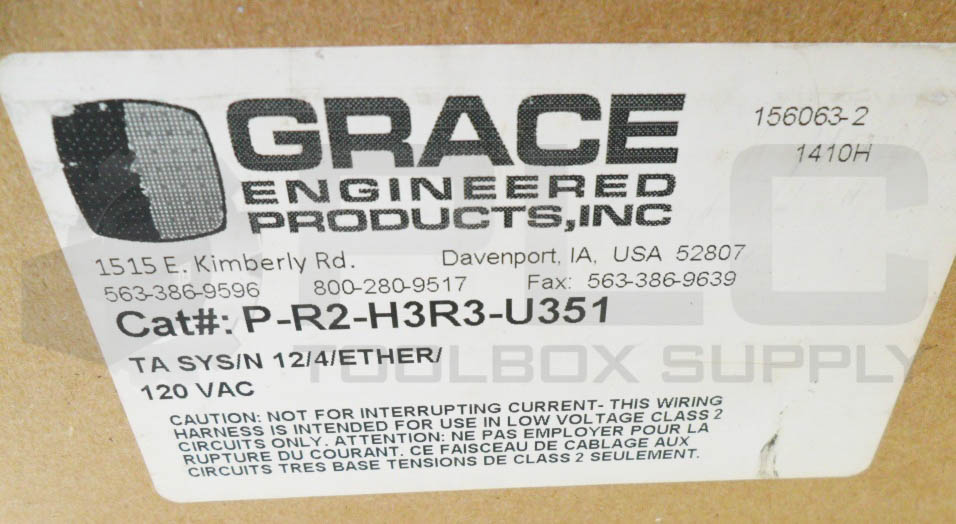 GRACE
ENGINEERED
PRODUCTS,INC
156063-2
1410H
1515 E. Kimberly Rd. Davenport, IA, USA 52807
563-386-9596 800-280-9517 Fax: 563-386-9639
Cat#: P-R2-H3R3-U351
TA SYS/N 12/4/ETHER/
120 VAC
CAUTION: NOT FOR INTERRUPTING CURRENT- THIS WIRING
HARNESS IS INTENDED FOR USE IN LOW VOLTAGE CLASS 2
CIRCUITS ONLY. ATTENTION: NE PAS EMPLOYER POUR LA
RUPTURE DU COURANT. CE FAISCEAU DE CABLAGE AUX
CIRCUITS TRES BASE TENSIONS DE CLASS 2 SEULEMENT.
PLC
TOOLBOX SUPPLY